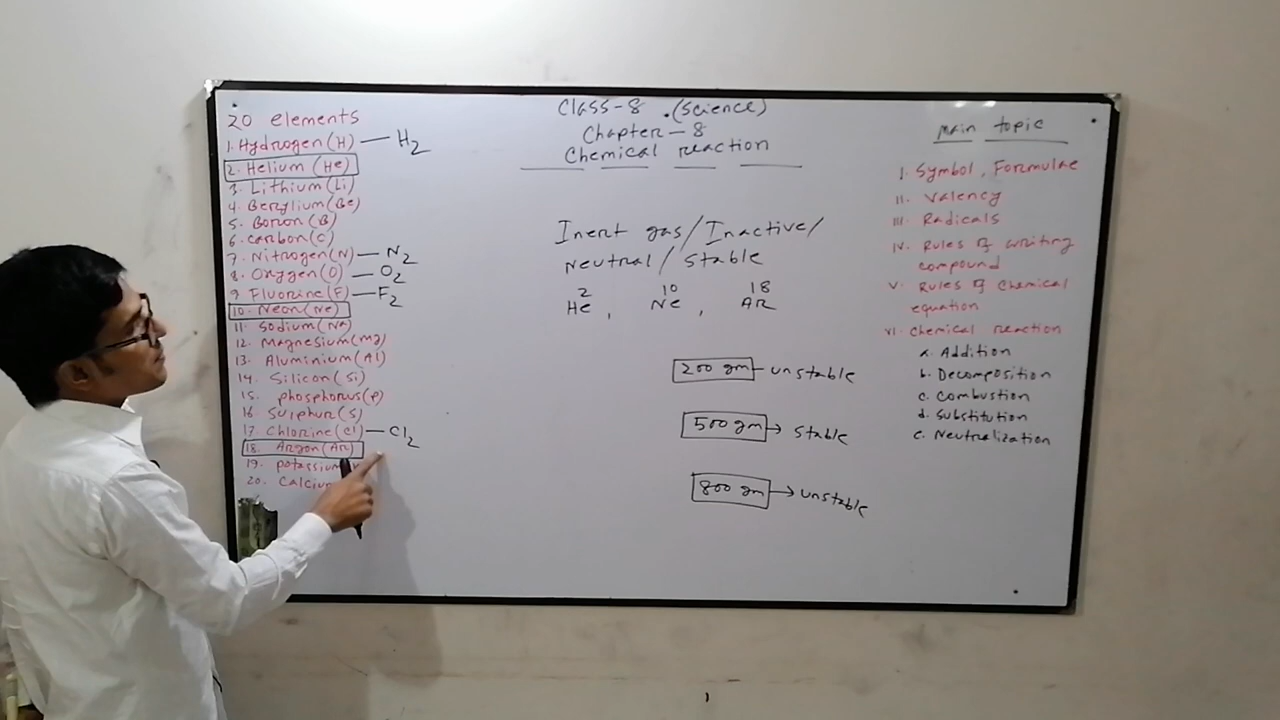 20 elements
1. Hydrogen (H) — H2
2. Helium (He)
3. Lithium (Li)
4. Berylium (Be)
5. Boron (B)
6. carbon (C)
7. Nitrogen (N) — N2
8. Oxygen (O) — O2
9. Fluorine (F) — F2
10. Neon (Ne)
11. Sodium (Na)
12. Magnesium (Mg)
13. Aluminium (Al)
14. Silicon (Si)
15. phosphorus (P)
16. Sulphur (S)
17. Chlorine (Cl) — Cl2
18. Argon (AR)
19. potassium
20. Calcium
Class-8 (Science)
Chapter-8
Chemical reaction
Inert gas/Inactive/
Neutral/Stable
2 10 18
He, Ne, AR
200 gm — unstable
500 gm → Stable
800 gm → unstable
main topic
I. Symbol, Formulae
II. Valency
III. Radicals
IV. Rules of writing
compound
V. Rules of Chemical
equation
VI. Chemical reaction
a. Addition
b. Decomposition
c. Combustion
d. Substitution
e. Neutralization